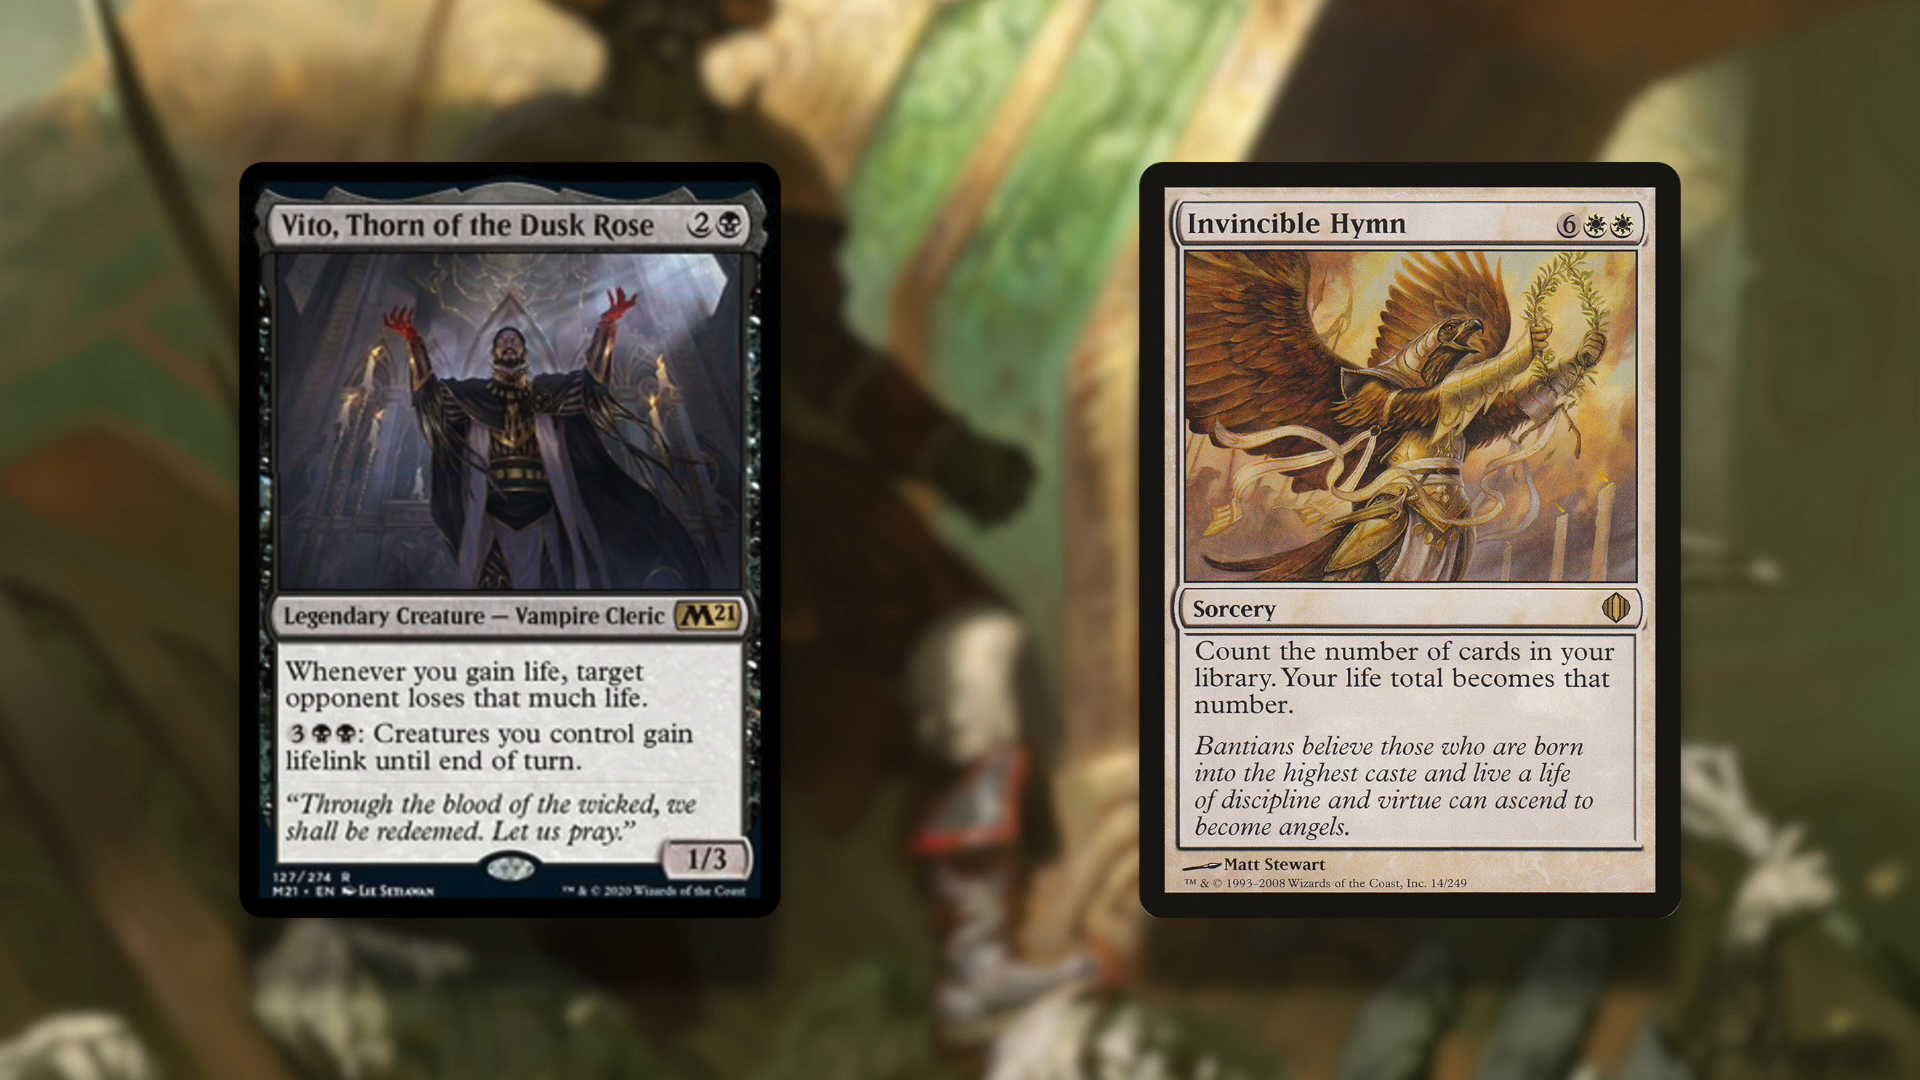 Vito, Thorn of the Dusk Rose 2
Legendary Creature — Vampire Cleric M21
Whenever you gain life, target
opponent loses that much life.
3 : Creatures you control gain
lifelink until end of turn.
“Through the blood of the wicked, we
shall be redeemed. Let us pray.”
1/3
127/274 R
M21 • EN Lie Setiawan
™ & © 2020 Wizards of the Coast
Invincible Hymn 6
Sorcery
Count the number of cards in your
library. Your life total becomes that
number.
Bantians believe those who are born
into the highest caste and live a life
of discipline and virtue can ascend to
become angels.
Matt Stewart
™ & © 1993–2008 Wizards of the Coast, Inc. 14/249